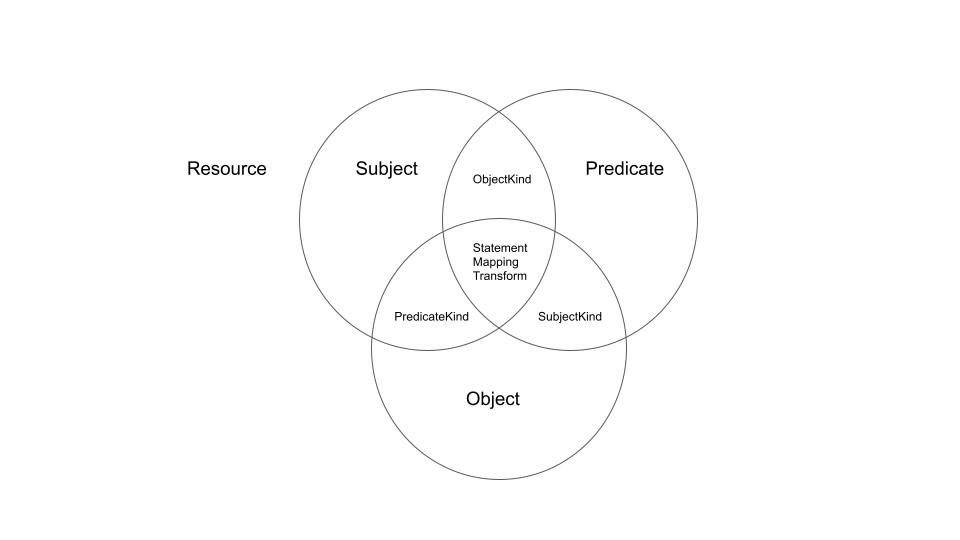 Resource
Subject
Predicate
ObjectKind
Statement
Mapping
Transform
PredicateKind
SubjectKind
Object